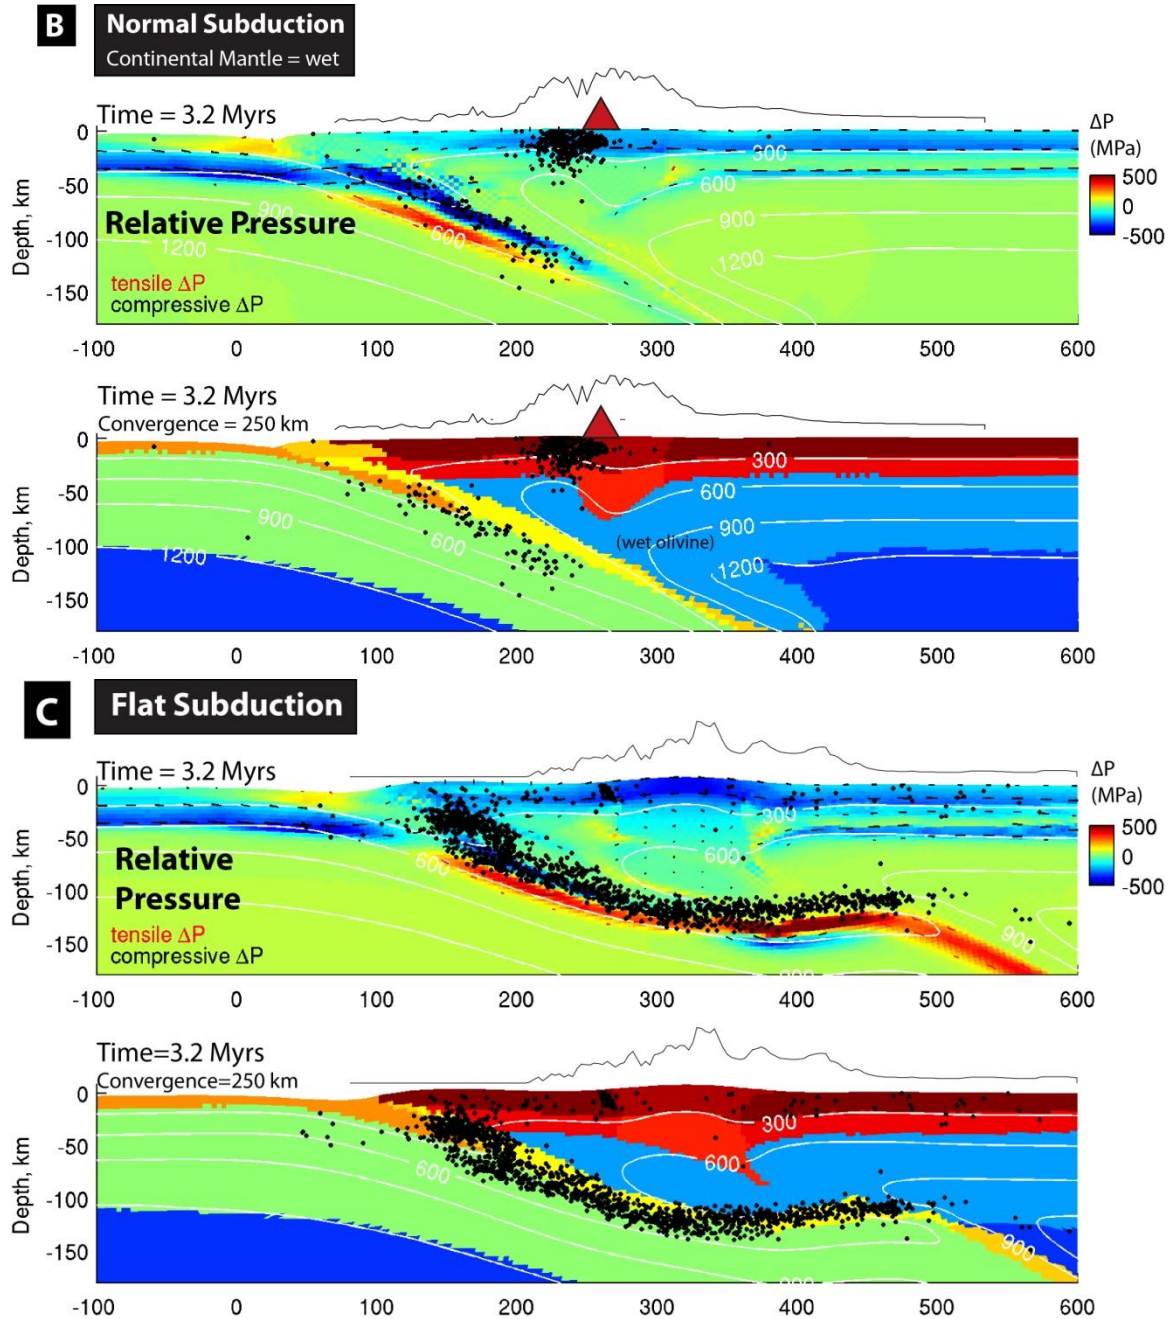 B
Normal Subduction
Continental Mantle = wet
Time = 3.2 Myrs
ΔP
(MPa)
500
0
-500
0
-50
-100
-150
Depth, km
300
600
900
1200
900
600
1200
Relative Pressure
tensile ΔP
compressive ΔP
-100 0 100 200 300 400 500 600
Time = 3.2 Myrs
Convergence = 250 km
0
-50
-100
-150
Depth, km
300
600
900
1200
900
600
1200
(wet olivine)
-100 0 100 200 300 400 500 600
C
Flat Subduction
Time = 3.2 Myrs
ΔP
(MPa)
500
0
-500
0
-50
-100
-150
Depth, km
300
600
600
900
Relative
Pressure
tensile ΔP
compressive ΔP
-100 0 100 200 300 400 500 600
Time=3.2 Myrs
Convergence=250 km
0
-50
-100
-150
Depth, km
300
600
600
900
-100 0 100 200 300 400 500 600